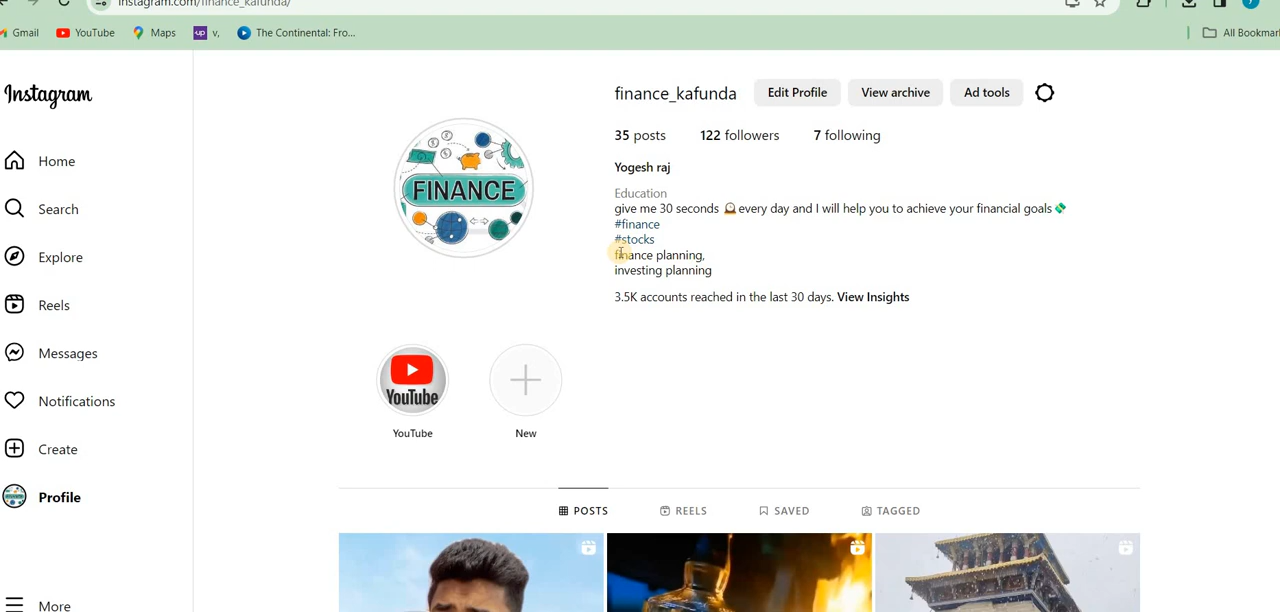 instagram.com/finance_kafunda/
Gmail YouTube Maps up v, The Continental: Fro... All Bookmar
Instagram
Home
Search
Explore
Reels
Messages
Notifications
Create
Profile
More
FINANCE
finance_kafunda Edit Profile View archive Ad tools
35 posts 122 followers 7 following
Yogesh raj
Education
give me 30 seconds 🕰️ every day and I will help you to achieve your financial goals 💸
#finance
#stocks
finance planning,
investing planning
3.5K accounts reached in the last 30 days. View Insights
YouTube
YouTube New
POSTS REELS SAVED TAGGED